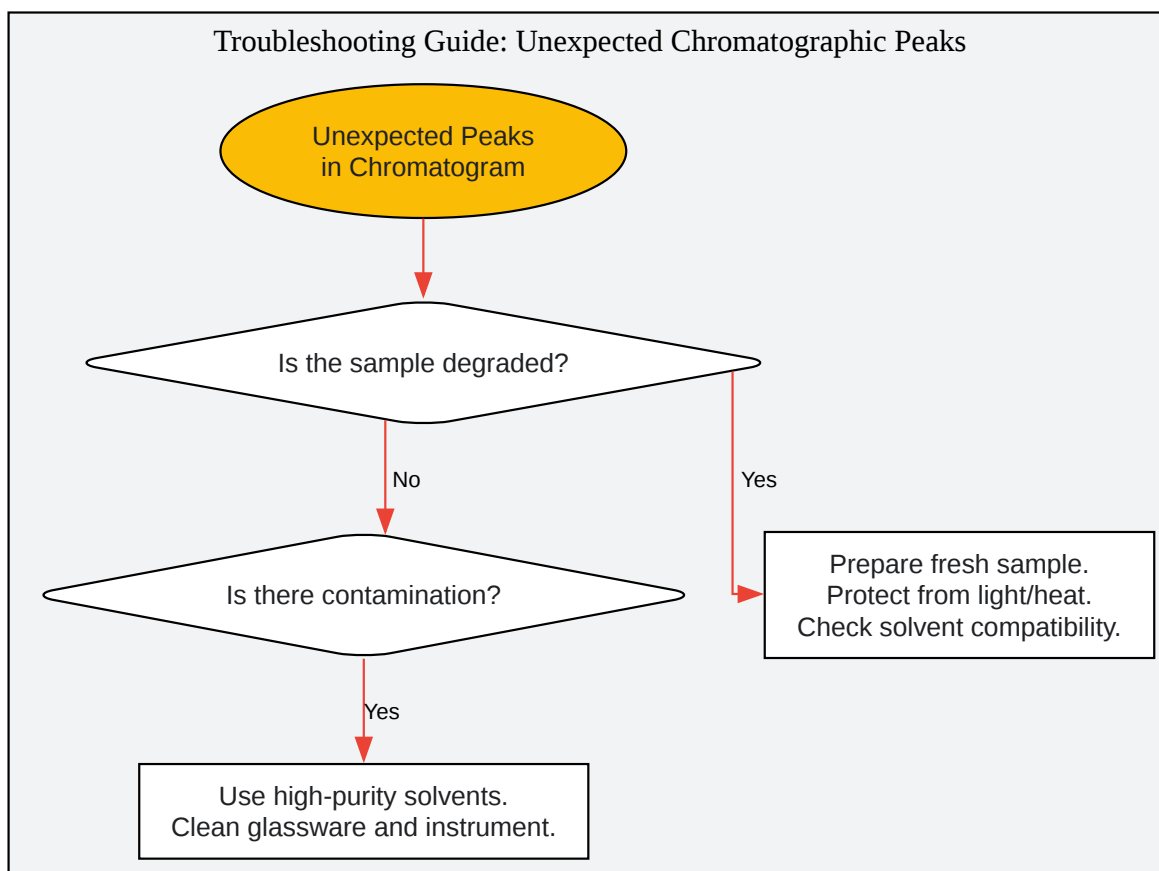 Troubleshooting Guide: Unexpected Chromatographic Peaks
Unexpected Peaks
in Chromatogram
Is the sample degraded?
No
Yes
Is there contamination?
Prepare fresh sample.
Protect from light/heat.
Check solvent compatibility.
Yes
Use high-purity solvents.
Clean glassware and instrument.